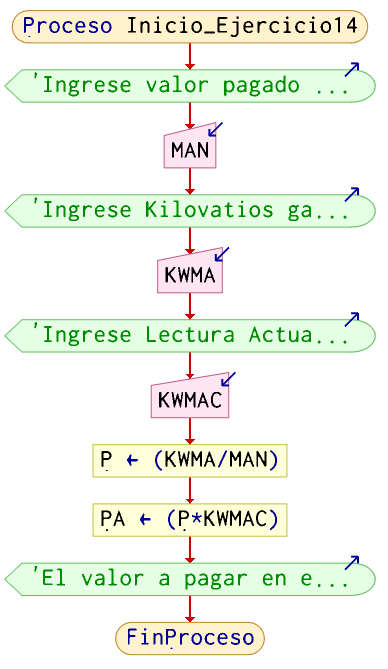 Proceso Inicio_Ejercicio14
'Ingrese valor pagado ...
MAN
'Ingrese Kilovatios ga...
KWMA
'Ingrese Lectura Actua...
KWMAC
P ← (KWMA/MAN)
PA ← (P*KWMAC)
'El valor a pagar en e...
FinProceso